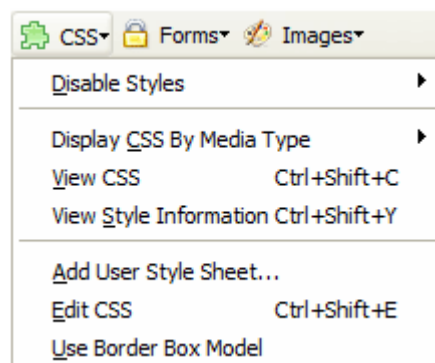 CSS Forms Images
Disable Styles
Display CSS By Media Type
View CSS Ctrl+Shift+C
View Style Information Ctrl+Shift+Y
Add User Style Sheet...
Edit CSS Ctrl+Shift+E
Use Border Box Model